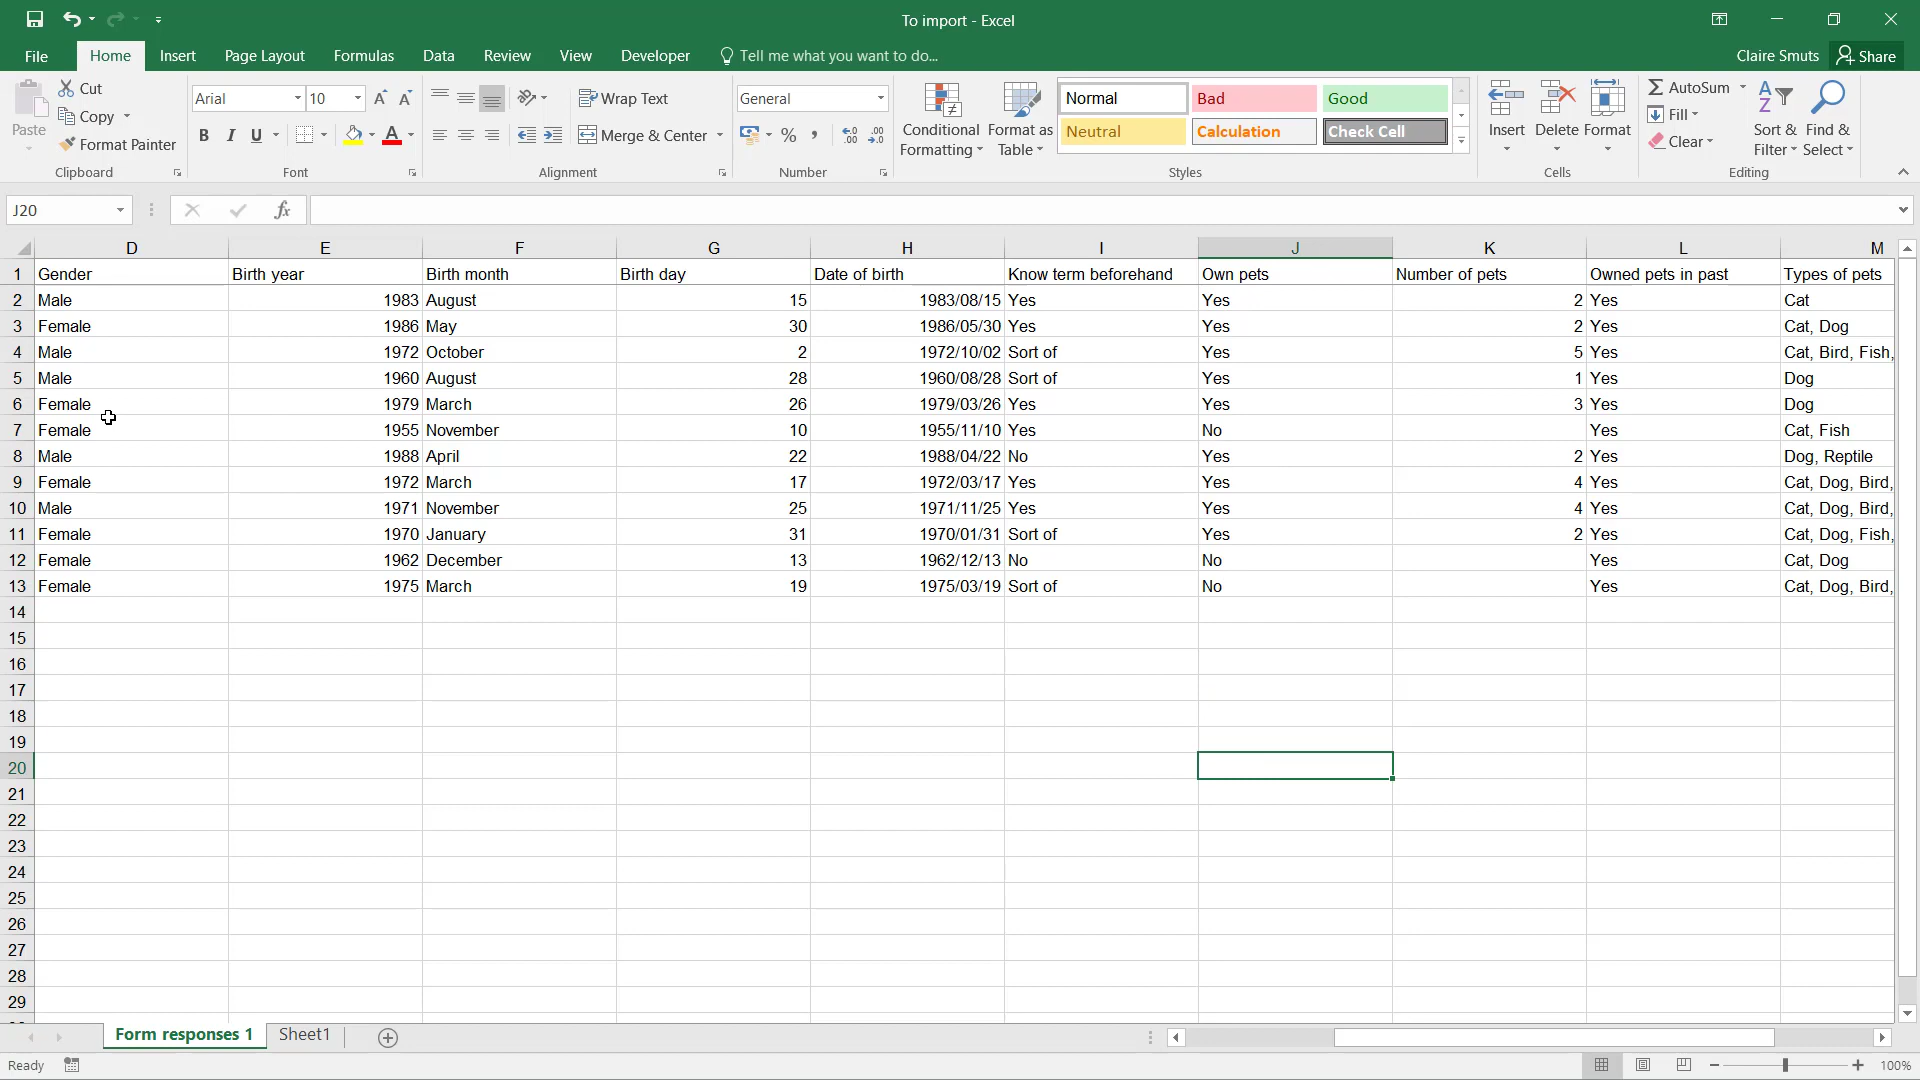 To import - Excel
File Home Insert Page Layout Formulas Data Review View Developer Tell me what you want to do... Claire Smuts Share
Paste
Cut
Copy
Format Painter
Clipboard
Arial 10
B I U A
Font
Wrap Text
Merge & Center
Alignment
General
%
Number
Conditional Formatting
Format as Table
Normal Bad Good
Neutral Calculation Check Cell
Styles
Insert Delete Format
Cells
AutoSum
Fill
Clear
Sort & Filter
Find & Select
Editing
J20 fx
D E F G H I J K L M
1 Gender Birth year Birth month Birth day Date of birth Know term beforehand Own pets Number of pets Owned pets in past Types of pets
2 Male 1983 August 15 1983/08/15 Yes Yes 2 Yes Cat
3 Female 1986 May 30 1986/05/30 Yes Yes 2 Yes Cat, Dog
4 Male 1972 October 2 1972/10/02 Sort of Yes 5 Yes Cat, Bird, Fish,
5 Male 1960 August 28 1960/08/28 Sort of Yes 1 Yes Dog
6 Female 1979 March 26 1979/03/26 Yes Yes 3 Yes Dog
7 Female 1955 November 10 1955/11/10 Yes No Yes Cat, Fish
8 Male 1988 April 22 1988/04/22 No Yes 2 Yes Dog, Reptile
9 Female 1972 March 17 1972/03/17 Yes Yes 4 Yes Cat, Dog, Bird,
10 Male 1971 November 25 1971/11/25 Yes Yes 4 Yes Cat, Dog, Bird,
11 Female 1970 January 31 1970/01/31 Sort of Yes 2 Yes Cat, Dog, Fish,
12 Female 1962 December 13 1962/12/13 No No Yes Cat, Dog
13 Female 1975 March 19 1975/03/19 Sort of No Yes Cat, Dog, Bird,
14
15
16
17
18
19
20
21
22
23
24
25
26
27
28
29
Form responses 1 Sheet1
Ready 100%